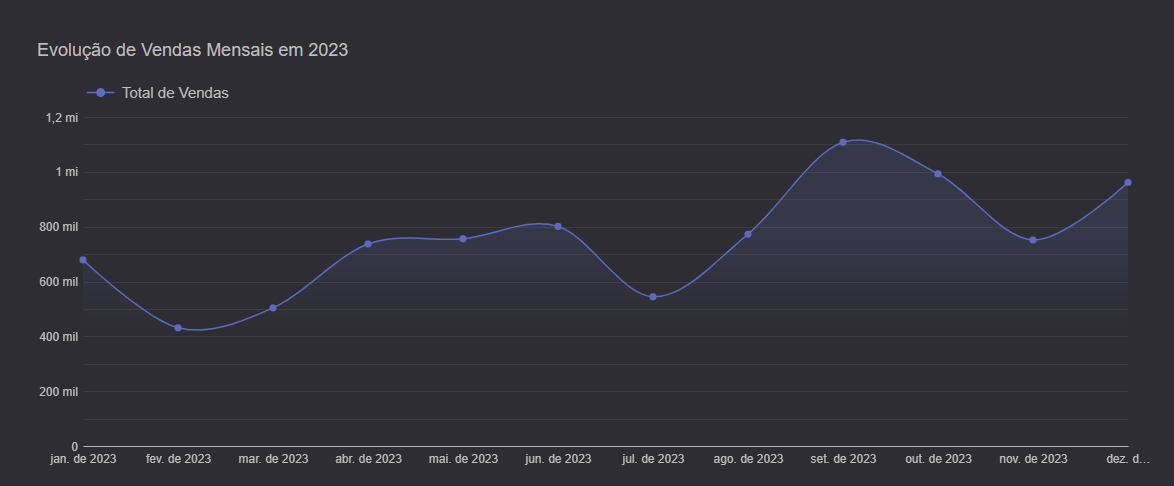 Evolução de Vendas Mensais em 2023
Total de Vendas
1,2 mi
1 mi
800 mil
600 mil
400 mil
200 mil
0
jan. de 2023 fev. de 2023 mar. de 2023 abr. de 2023 mai. de 2023 jun. de 2023 jul. de 2023 ago. de 2023 set. de 2023 out. de 2023 nov. de 2023 dez. d...